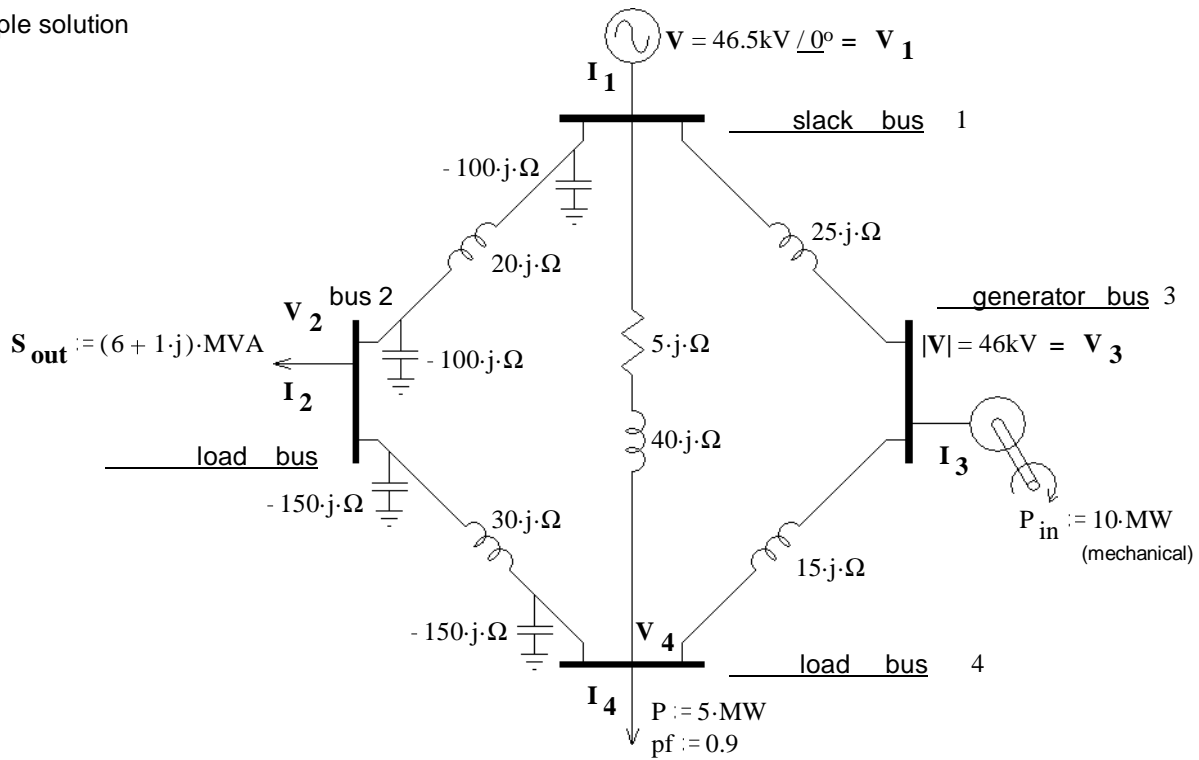 ple solution
V = 46.5kV /0º = V 1
I 1
slack bus 1
- 100·j·Ω
25·j·Ω
20·j·Ω
bus 2
V 2
generator bus 3
S out := (6 + 1·j)·MVA
5·j·Ω
|V| = 46kV = V 3
- 100·j·Ω
I 2
40·j·Ω
load bus
I 3
- 150·j·Ω
30·j·Ω
P in := 10·MW
(mechanical)
15·j·Ω
- 150·j·Ω
V 4
load bus 4
I 4
P := 5·MW
pf := 0.9